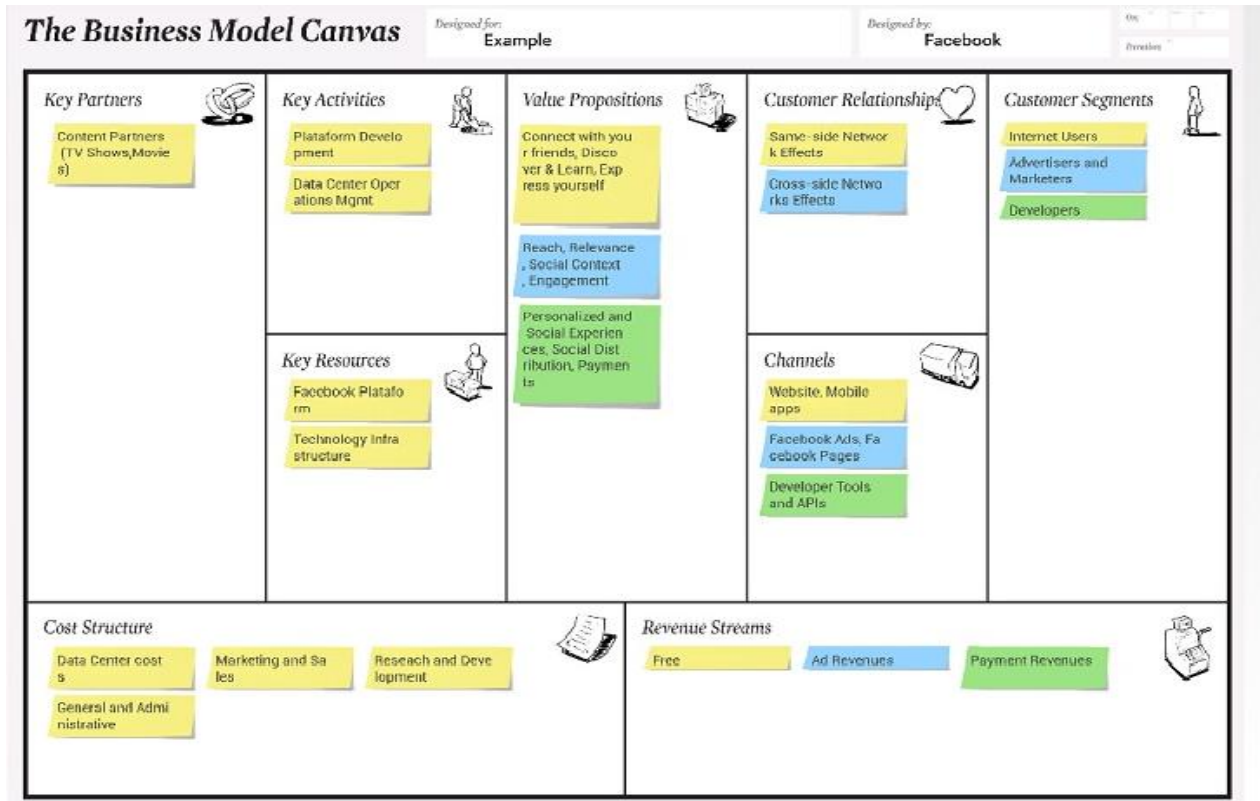 The Business Model Canvas
Designed for:
Example
Designed by:
Facebook
On:
Iteration:
Key Partners
Content Partners
(TV Shows,Movie
s)
Key Activities
Plataform Develo
pment
Data Center Oper
ations Mgmt
Key Resources
Facebook Platafo
rm
Technology Infra
structure
Value Propositions
Connect with you
r friends, Disco
ver & Learn, Exp
ress yourself
Reach, Relevance
, Social Context
, Engagement
Personalized and
Social Experien
ces, Social Dist
ribution, Paymen
ts
Customer Relationships
Same-side Networ
k Effects
Cross-side Netwo
rks Effects
Channels
Website, Mobile
apps
Facebook Ads, Fa
cebook Pages
Developer Tools
and APIs
Customer Segments
Internet Users
Advertisers and
Marketers
Developers
Cost Structure
Data Center cost
s
Marketing and Sa
les
Reseach and Deve
lopment
General and Admi
nistrative
Revenue Streams
Free
Ad Revenues
Payment Revenues